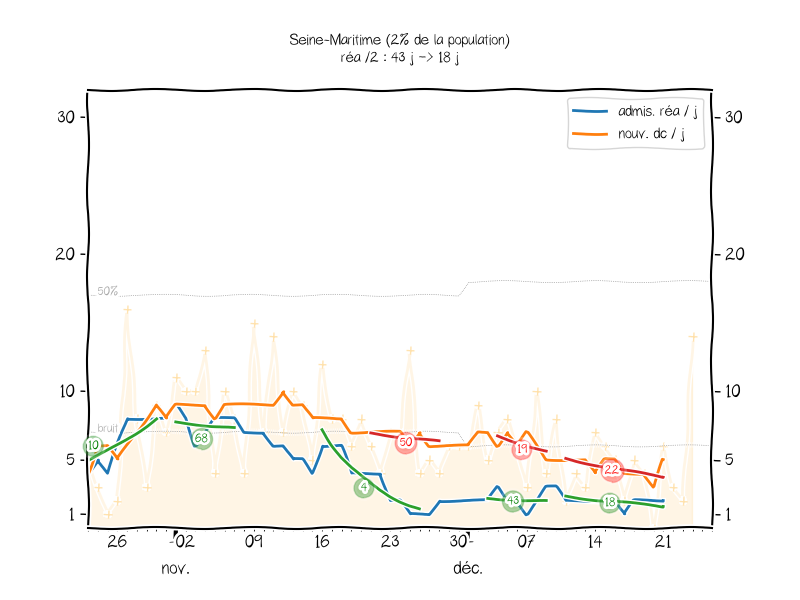 Seine-Maritime (2% de la population)
réa /2 : 43 j -> 18 j
admis. réa / j
nouv. dc / j
30
30
20
20
50%
10
10
bruit
10
68
50
19
22
4
43
18
5
5
1
1
26 02 09 16 23 30 07 14 21
nov. déc.